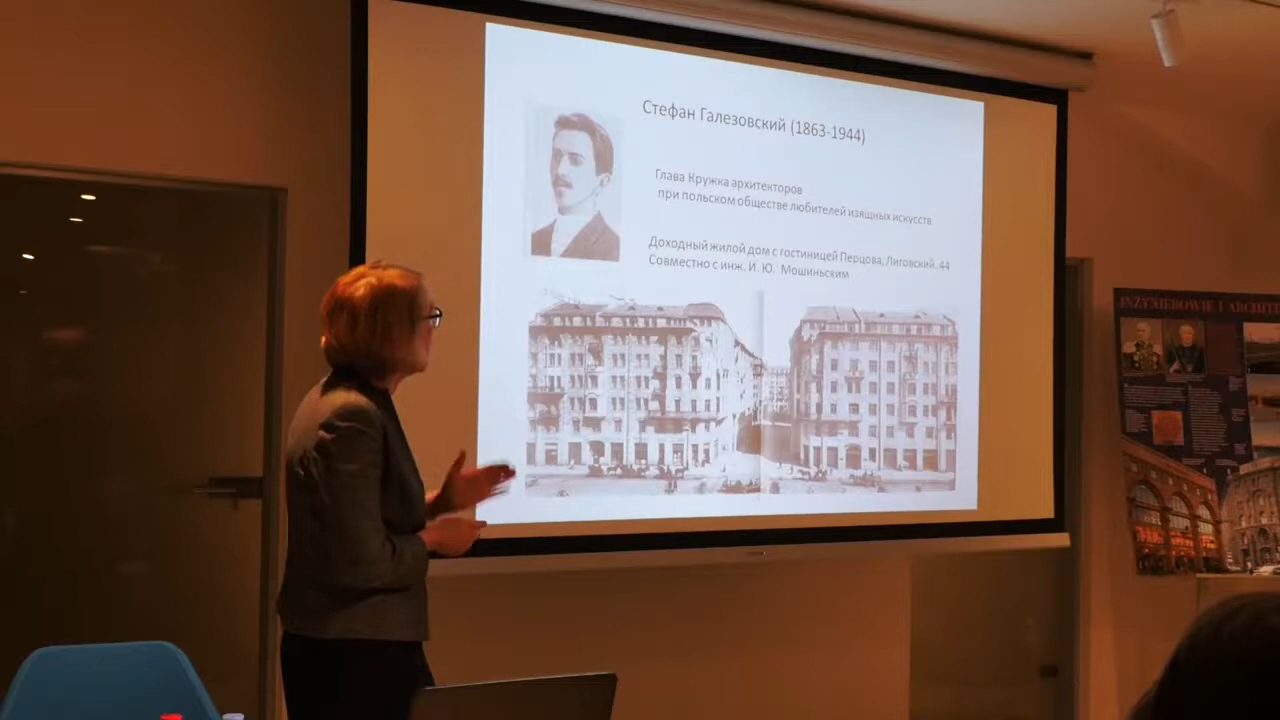 Стефан Галезовский (1863-1944)
Глава Кружка архитекторов
при польском обществе любителей изящных искусств
Доходный жилой дом с гостиницей Перцова, Лиговский. 44
Совместно с инж. И. Ю. Мошиньским
INŻYNIEROWIE I ARCHITE